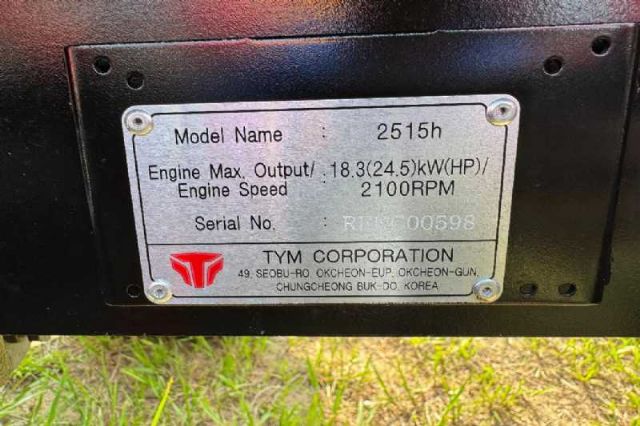 Model Name : 2515h
Engine Max. Output/ : 18.3(24.5)kW(HP)/
Engine Speed 2100RPM
Serial No. :
TYM CORPORATION
49, SEOBU-RO, OKCHEON-EUP, OKCHEON-GUN,
CHUNGCHEONG BUK-DO, KOREA